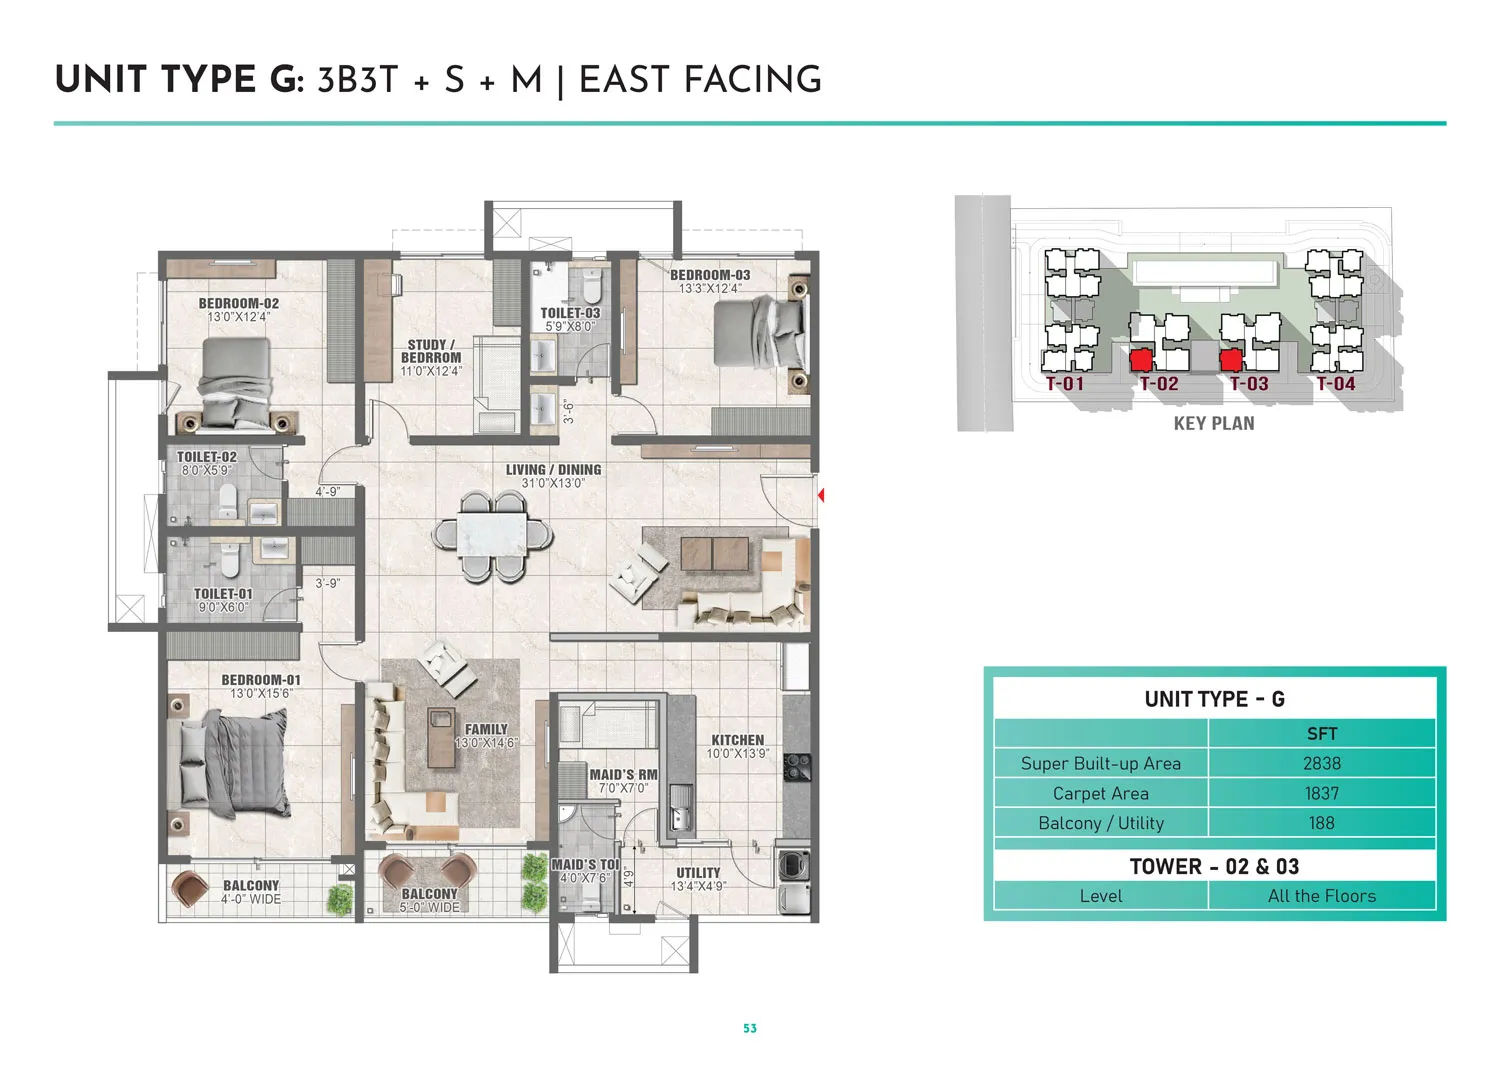 UNIT TYPE G: 3B3T + S + M | EAST FACING
BEDROOM-02
13'0"X12'4"
STUDY /
BEDRROM
11'0"X12'4"
TOILET-03
5'9"X8'0"
BEDROOM-03
13'3"X12'4"
3'-6"
TOILET-02
8'0"X5'9"
4'-9"
LIVING / DINING
31'0"X13'0"
TOILET-01
9'0"X6'0"
3'-9"
BEDROOM-01
13'0"X15'6"
FAMILY
13'0"X14'6"
KITCHEN
10'0"X13'9"
MAID'S RM
7'0"X7'0"
MAID'S TOI
4'0"X7'6"
4'9"
UTILITY
13'4"X4'9"
BALCONY
4'-0" WIDE
BALCONY
5'-0" WIDE
T-01
T-02
T-03
T-04
KEY PLAN
UNIT TYPE - G
SFT
Super Built-up Area 2838
Carpet Area 1837
Balcony / Utility 188
TOWER - 02 & 03
Level All the Floors
53